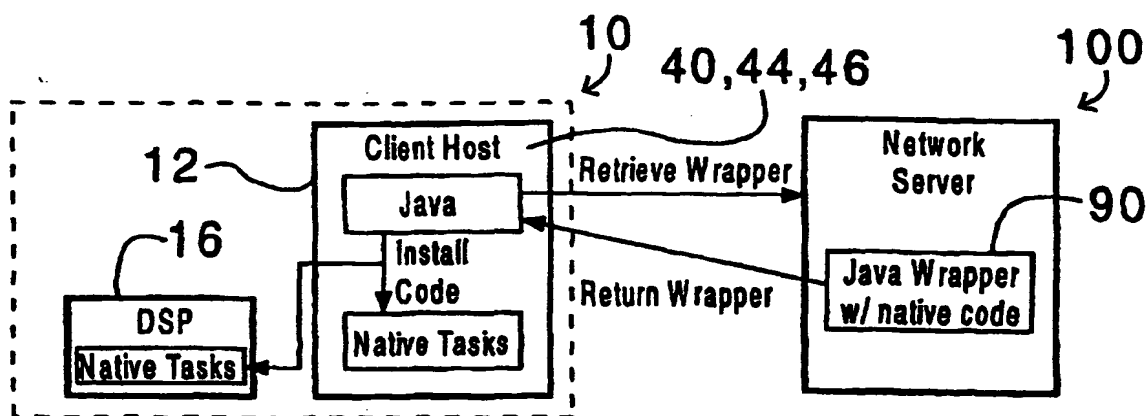 10
40,44,46
100
12
Client Host
Retrieve Wrapper
Network
Server
90
Java
16
Install
Code
Return Wrapper
Java Wrapper
w/ native code
DSP
Native Tasks
Native Tasks